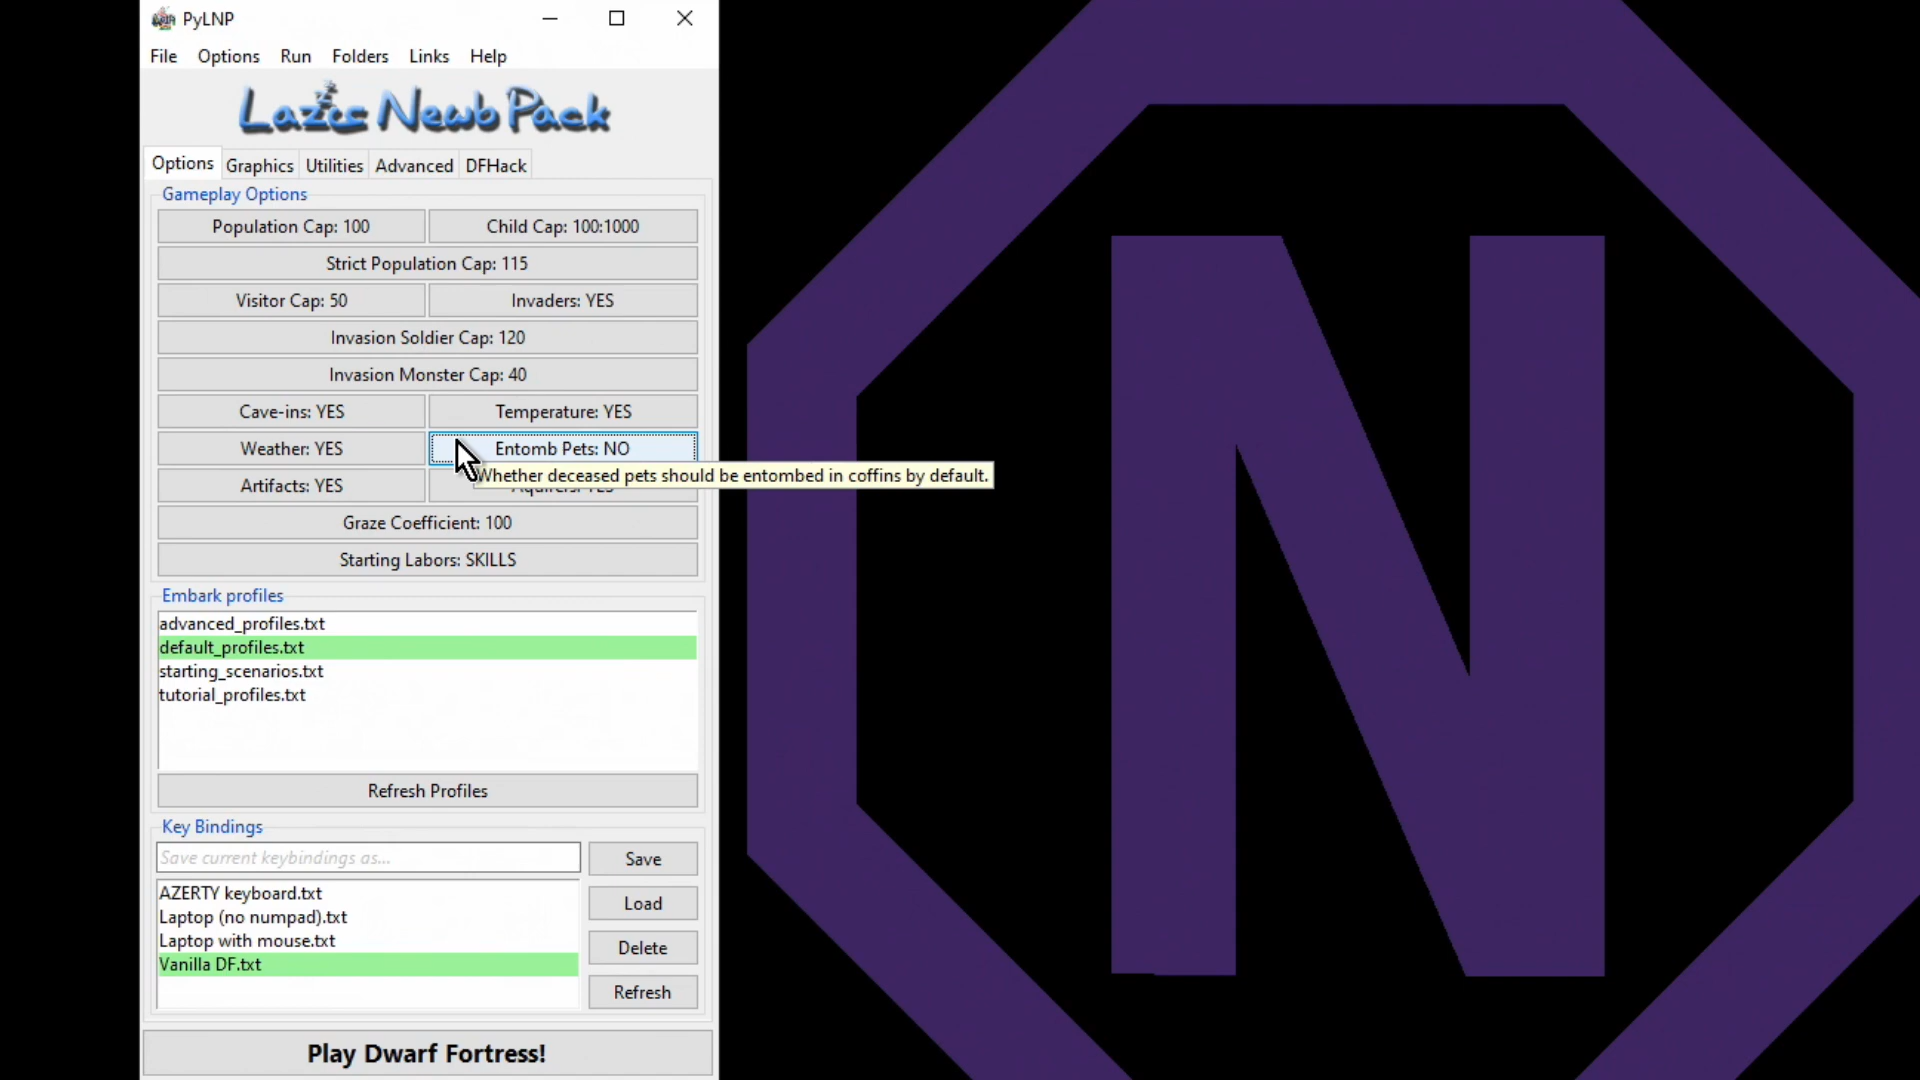 PyLNP
File Options Run Folders Links Help
Lazy Newb Pack
Options Graphics Utilities Advanced DFHack
Gameplay Options
Population Cap: 100 Child Cap: 100:1000
Strict Population Cap: 115
Visitor Cap: 50 Invaders: YES
Invasion Soldier Cap: 120
Invasion Monster Cap: 40
Cave-ins: YES Temperature: YES
Weather: YES Entomb Pets: NO
Whether deceased pets should be entombed in coffins by default.
Artifacts: YES Aquifers: YES
Graze Coefficient: 100
Starting Labors: SKILLS
Embark profiles
advanced_profiles.txt
default_profiles.txt
starting_scenarios.txt
tutorial_profiles.txt
Refresh Profiles
Key Bindings
Save current keybindings as... Save
AZERTY keyboard.txt Load
Laptop (no numpad).txt
Laptop with mouse.txt Delete
Vanilla DF.txt
Refresh
Play Dwarf Fortress!
N